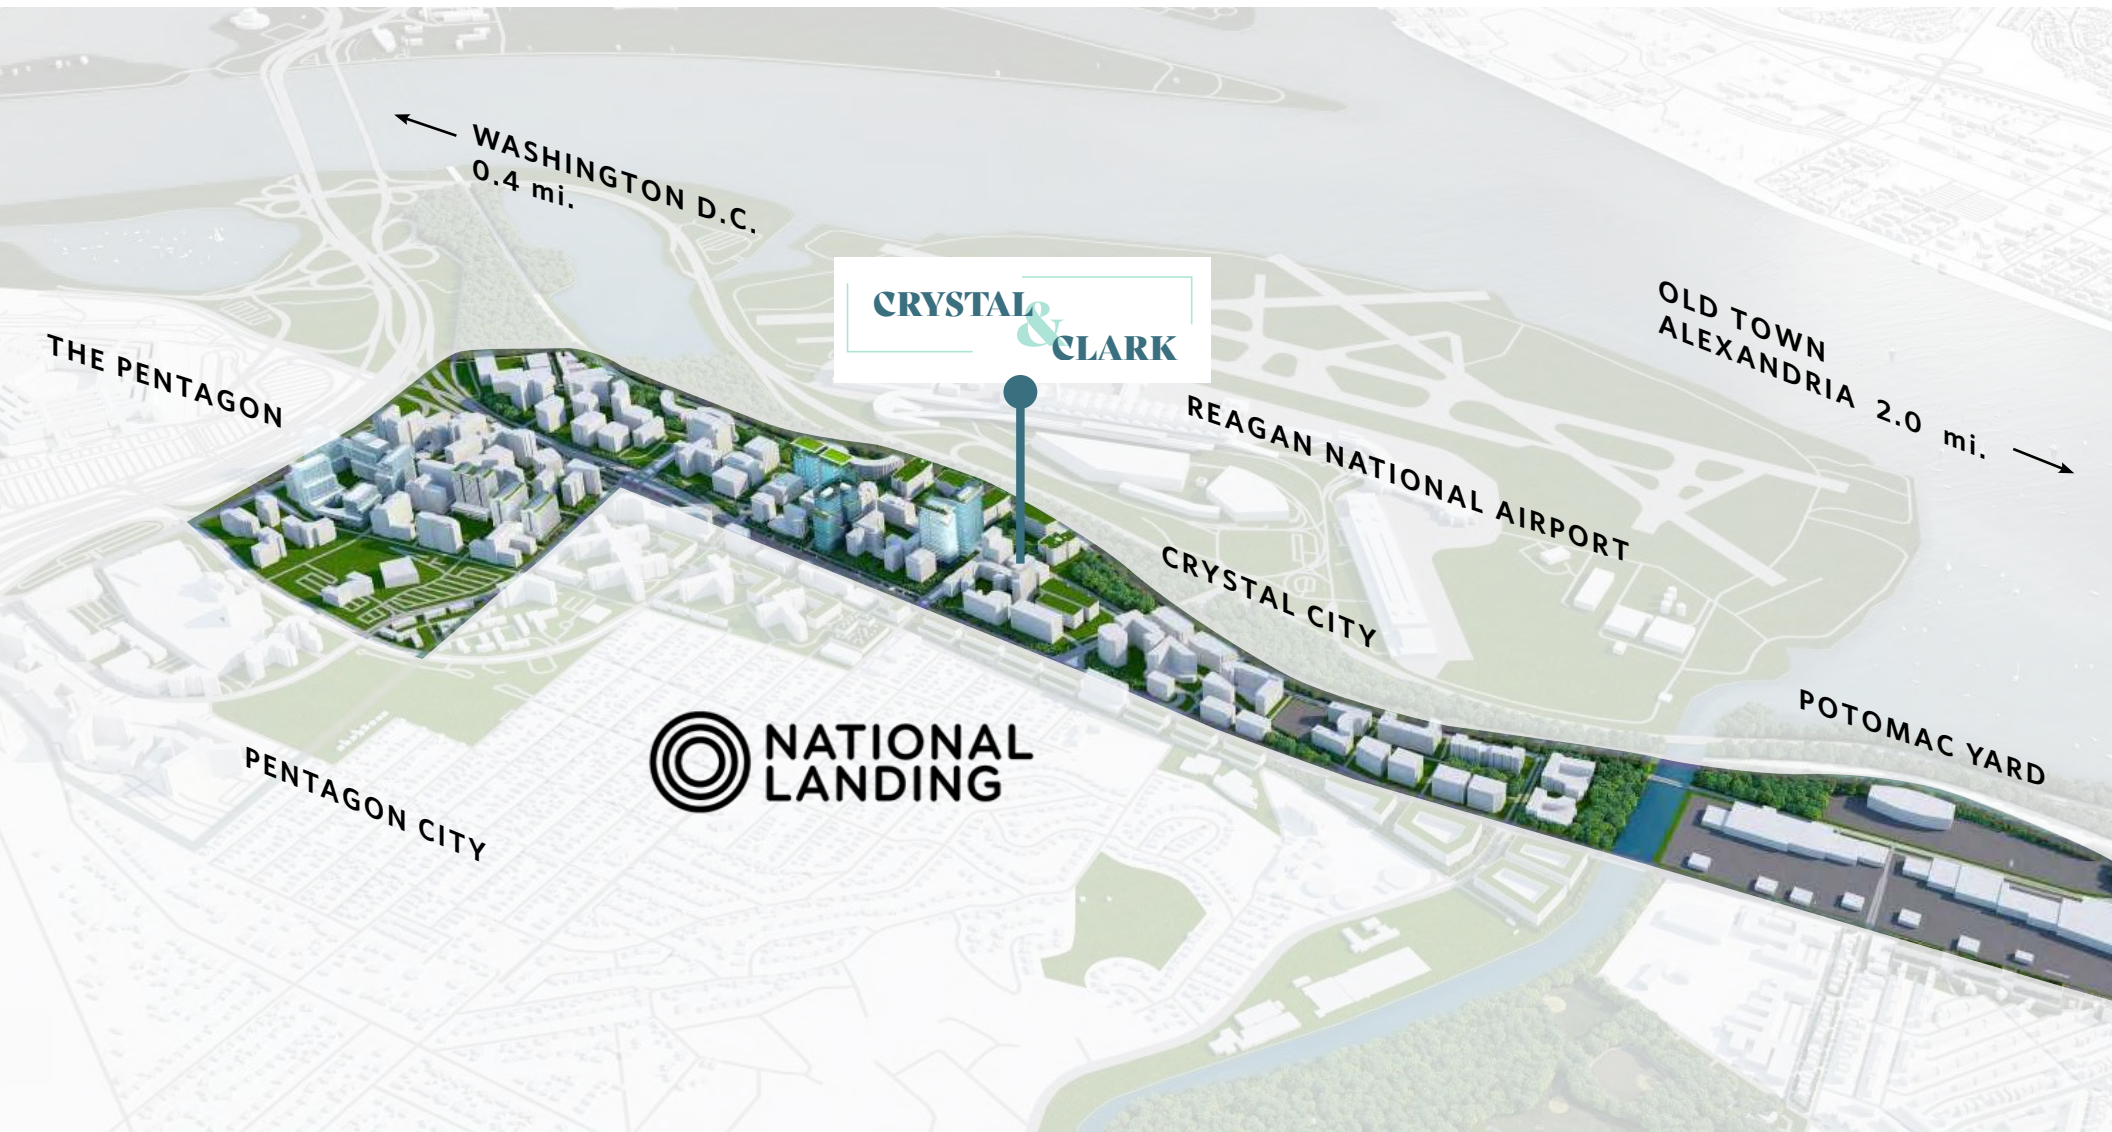 WASHINGTON D.C.
0.4 mi.
CRYSTAL
&
CLARK
OLD TOWN
ALEXANDRIA 2.0 mi.
THE PENTAGON
REAGAN NATIONAL AIRPORT
CRYSTAL CITY
POTOMAC YARD
NATIONAL
LANDING
PENTAGON CITY